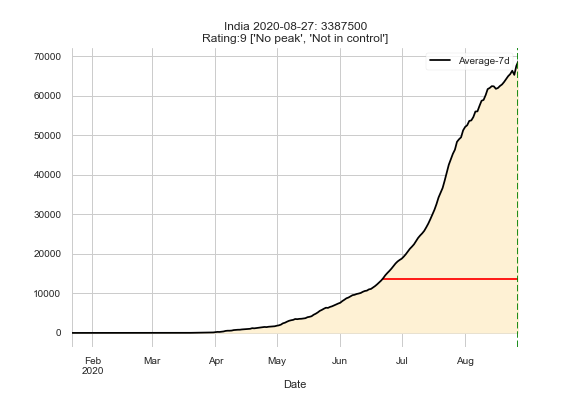 India 2020-08-27: 3387500
Rating:9 ['No peak', 'Not in control']
Average-7d
70000
60000
50000
40000
30000
20000
10000
0
Feb Mar Apr May Jun Jul Aug
2020
Date